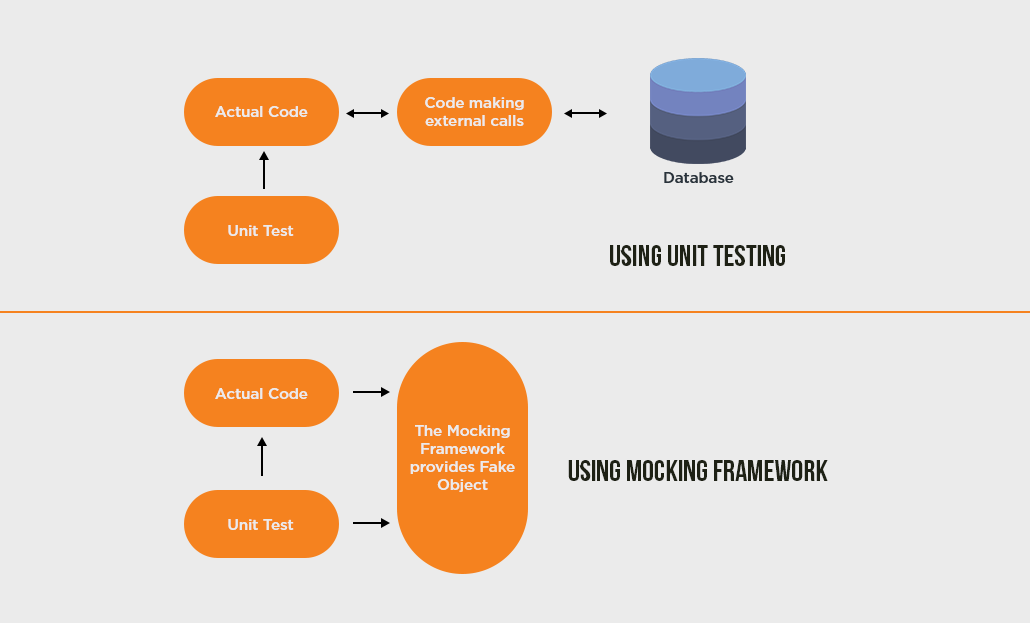 Actual Code
Code making
external calls
Database
Unit Test
USING UNIT TESTING
Actual Code
The Mocking
Framework
provides Fake
Object
USING MOCKING FRAMEWORK
Unit Test